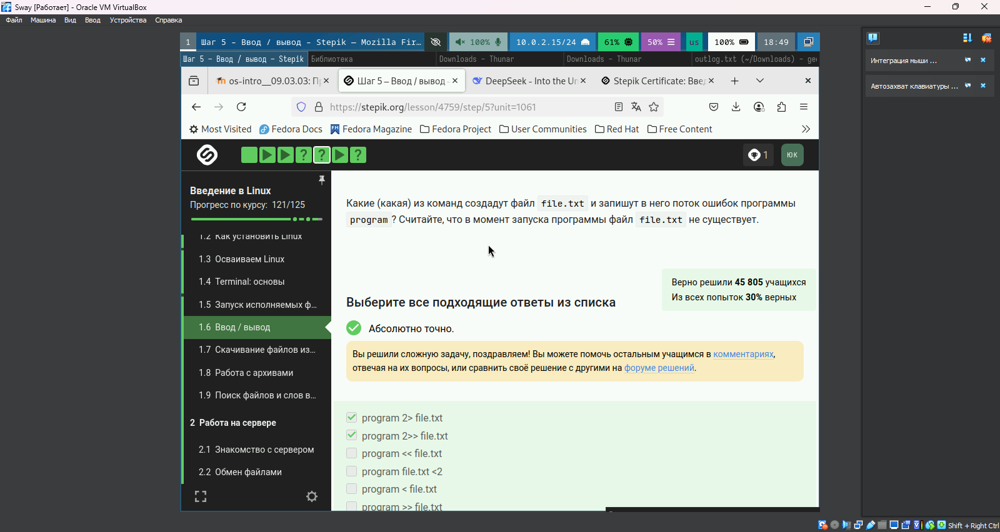 Sway [Работает] - Oracle VM VirtualBox
Файл Машина Вид Ввод Устройства Справка
1 Шаг 5 - Ввод / вывод - Stepik — Mozilla Fir… 100% 10.0.2.15/24 61% 50% us 100% 18:49
Шаг 5 - Ввод / вывод - Stepik Библиотека Downloads - Thunar Downloads - Thunar outlog.txt (~/Downloads) - ge
os-intro__09.03.03: П Шаг 5 – Ввод / вывод - DeepSeek - Into the Un Stepik Certificate: Введ
https://stepik.org/lesson/4759/step/5?unit=1061
Most Visited Fedora Docs Fedora Magazine Fedora Project User Communities Red Hat Free Content
? ? ? 1 ЮК
Введение в Linux
Прогресс по курсу: 121/125
1.2 Как установить Linux
1.3 Осваиваем Linux
1.4 Terminal: основы
1.5 Запуск исполняемых ф...
1.6 Ввод / вывод
1.7 Скачивание файлов из...
1.8 Работа с архивами
1.9 Поиск файлов и слов в...
2 Работа на сервере
2.1 Знакомство с сервером
2.2 Обмен файлами
Какие (какая) из команд создадут файл file.txt и запишут в него поток ошибок программы
program ? Считайте, что в момент запуска программы файл file.txt не существует.
Верно решили 45 805 учащихся
Из всех попыток 30% верных
Выберите все подходящие ответы из списка
Абсолютно точно.
Вы решили сложную задачу, поздравляем! Вы можете помочь остальным учащимся в комментариях,
отвечая на их вопросы, или сравнить своё решение с другими на форуме решений.
program 2> file.txt
program 2>> file.txt
program << file.txt
program file.txt <2
program < file.txt
program >> file.txt
Интеграция мыши ...
Автозахват клавиатуры ...
Shift + Right Ctrl